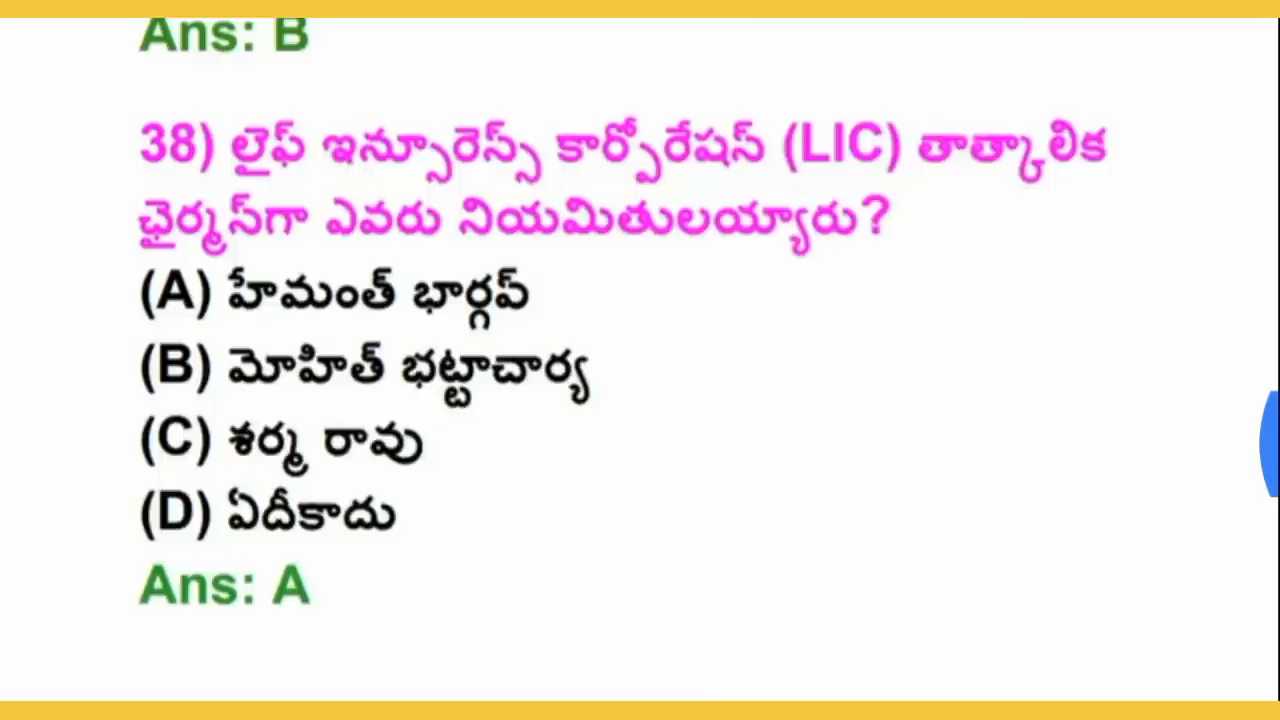 Ans: B
38) లైఫ్ ఇన్సూరెన్స్ కార్పోరేషన్ (LIC) తాత్కాలిక
ఛైర్మన్‌గా ఎవరు నియమితులయ్యారు?
(A) హేమంత్ భార్గవ్
(B) మోహిత్ భట్టాచార్య
(C) శర్మ రావు
(D) ఏదీకాదు
Ans: A